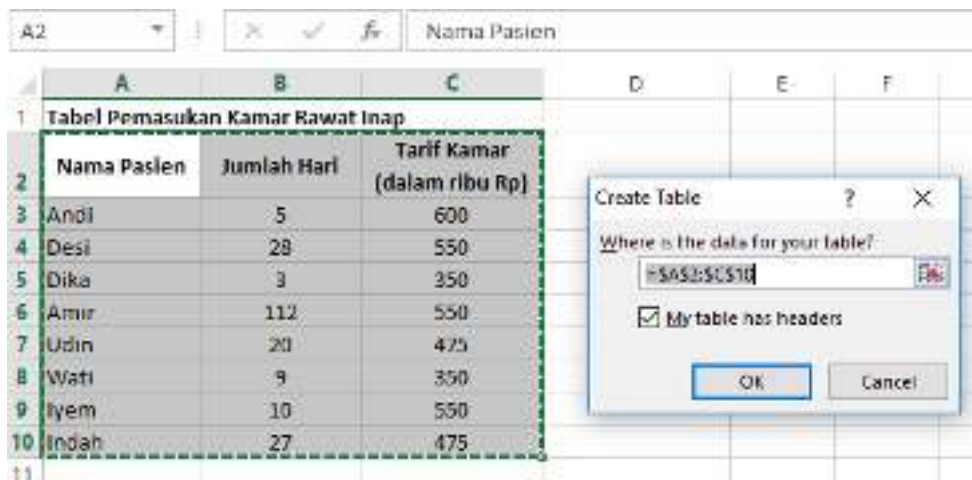 A2 fx Nama Pasien
A B C D E F
1 Tabel Pemasukan Kamar Rawat Inap
2 Nama Pasien Jumlah Hari Tarif Kamar (dalam ribu Rp)
3 Andi 5 600
4 Desi 28 550
5 Dika 3 350
6 Amir 112 550
7 Udin 20 475
8 Wati 9 350
9 Iyem 10 550
10 Indah 27 475
11
Create Table ? X
Where is the data for your table?
=$A$2:$C$10
My table has headers
OK Cancel